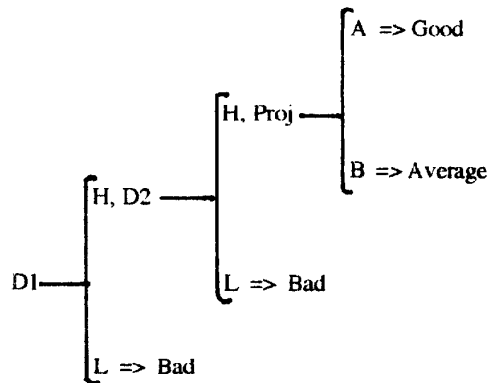 A => Good
H, Proj
B => Average
H, D2
D1
L => Bad
L => Bad